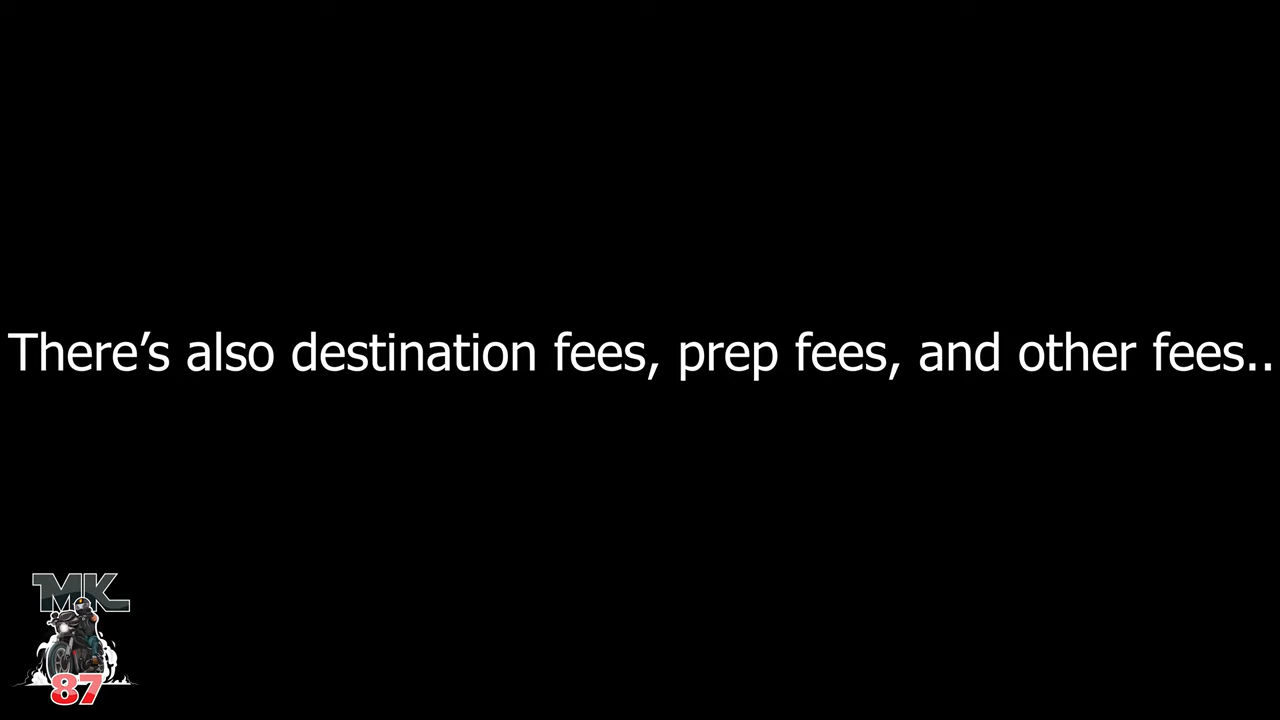 There’s also destination fees, prep fees, and other fees..
MK
87